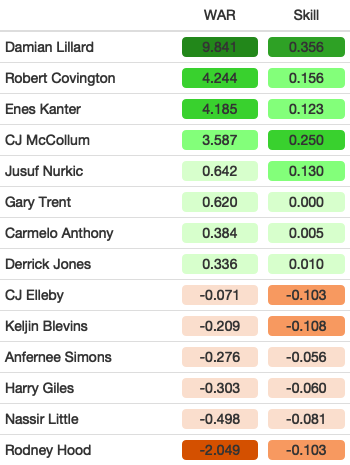 WAR Skill
Damian Lillard 9.841 0.356
Robert Covington 4.244 0.156
Enes Kanter 4.185 0.123
CJ McCollum 3.587 0.250
Jusuf Nurkic 0.642 0.130
Gary Trent 0.620 0.000
Carmelo Anthony 0.384 0.005
Derrick Jones 0.336 0.010
CJ Elleby -0.071 -0.103
Keljin Blevins -0.209 -0.108
Anfernee Simons -0.276 -0.056
Harry Giles -0.303 -0.060
Nassir Little -0.498 -0.081
Rodney Hood -2.049 -0.103